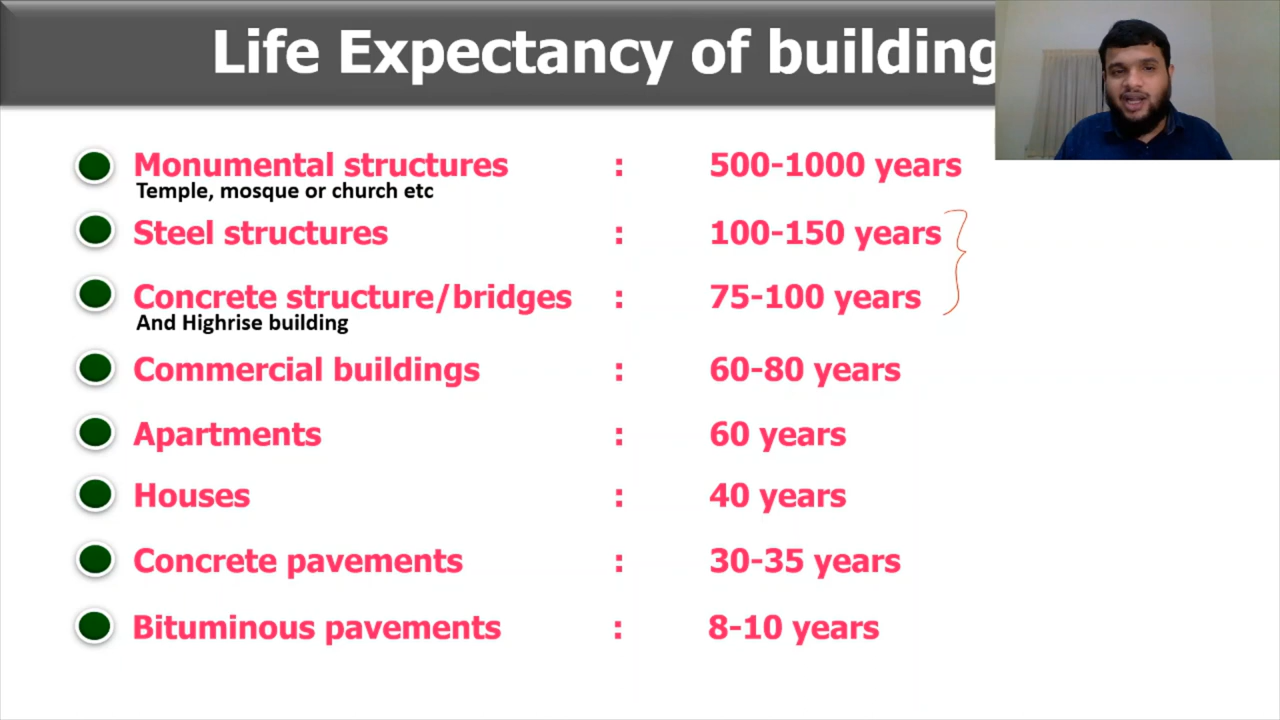 Life Expectancy of building
Monumental structures : 500-1000 years
Temple, mosque or church etc
Steel structures : 100-150 years
Concrete structure/bridges : 75-100 years
And Highrise building
Commercial buildings : 60-80 years
Apartments : 60 years
Houses : 40 years
Concrete pavements : 30-35 years
Bituminous pavements : 8-10 years